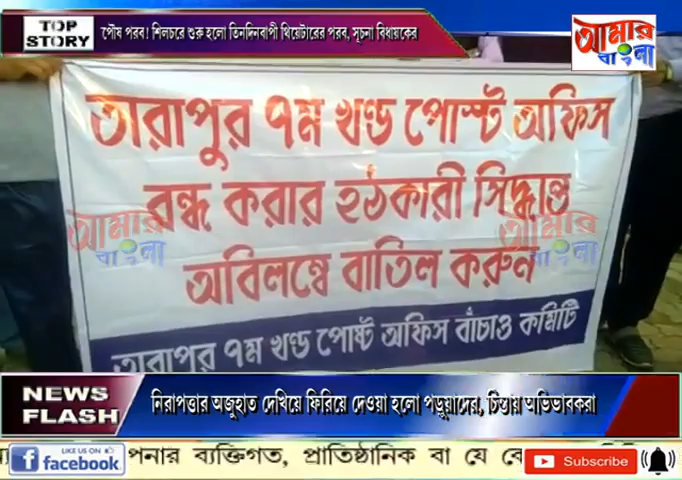 TOP STORY
পৌষ পরব! শিলচরে শুরু হলো তিনদিনব্যাপী থিয়েটারের পরব, সূচনা বিধায়কের
আমার বাংলা
তারাপুর ৭ম খণ্ড পোস্ট অফিস
বন্ধ করার হঠকারী সিদ্ধান্ত
আমার বাংলা
আমার বাংলা
অবিলম্বে বাতিল করুন
তারাপুর ৭ম খণ্ড পোষ্ট অফিস বাঁচাও কমিটি
NEWS FLASH
নিরাপত্তার অজুহাত দেখিয়ে ফিরিয়ে দেওয়া হলো পড়ুয়াদের, চিন্তায় অভিভাবকরা
LIKE US ON
facebook
পনার ব্যক্তিগত, প্রাতিষ্ঠানিক বা যে
Subscribe